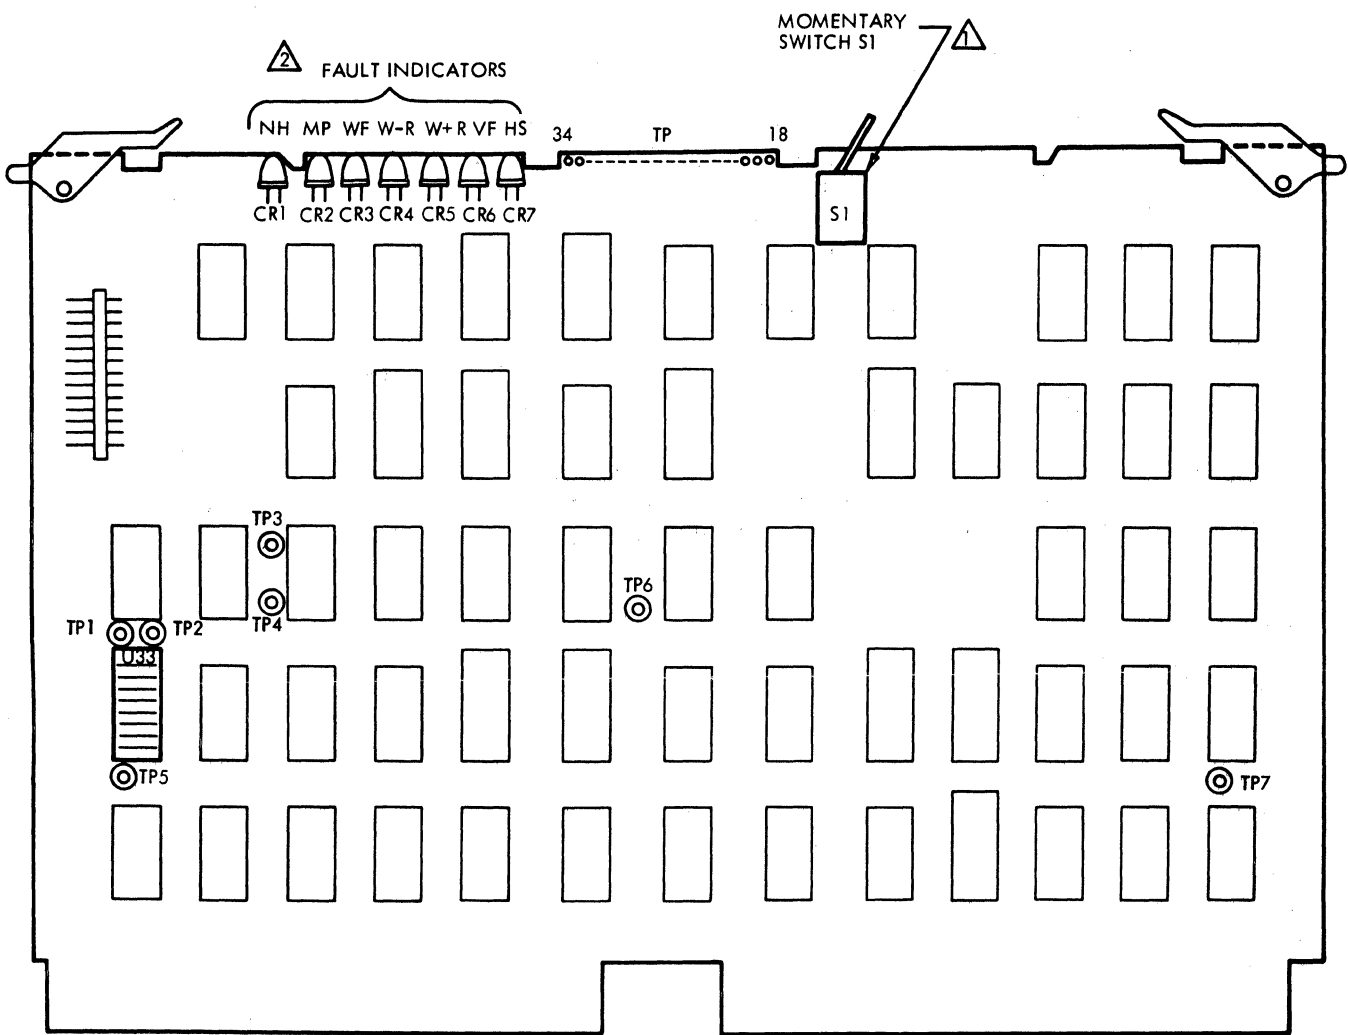 MOMENTARY
SWITCH S1
1
2
FAULT INDICATORS
NH MP WF W-R W+R VF HS
34 TP 18
CR1 CR2 CR3 CR4 CR5 CR6 CR7
S1
TP3
TP4
TP6
TP1 TP2
U33
TP5
TP7